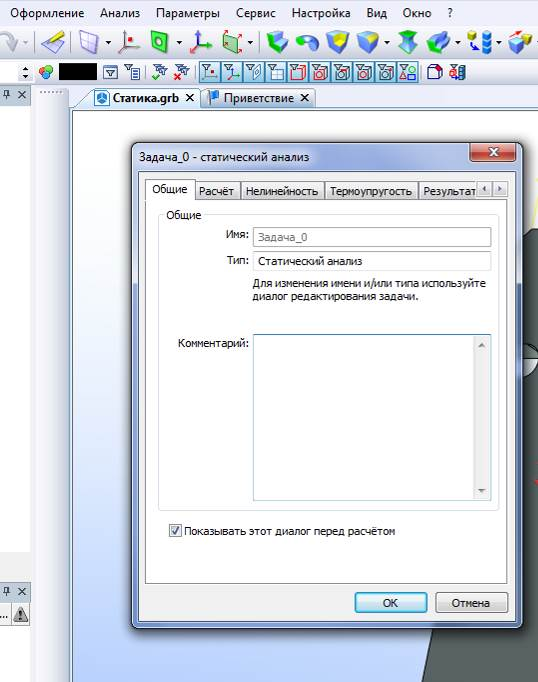 Оформление Анализ Параметры Сервис Настройка Вид Окно ?
Статика.grb Приветствие
Задача_0 - статический анализ
Общие Расчёт Нелинейность Термоупругость Результат
Общие
Имя: Задача_0
Тип: Статический анализ
Для изменения имени и/или типа используйте
диалог редактирования задачи.
Комментарий:
Показывать этот диалог перед расчётом
...
OK Отмена